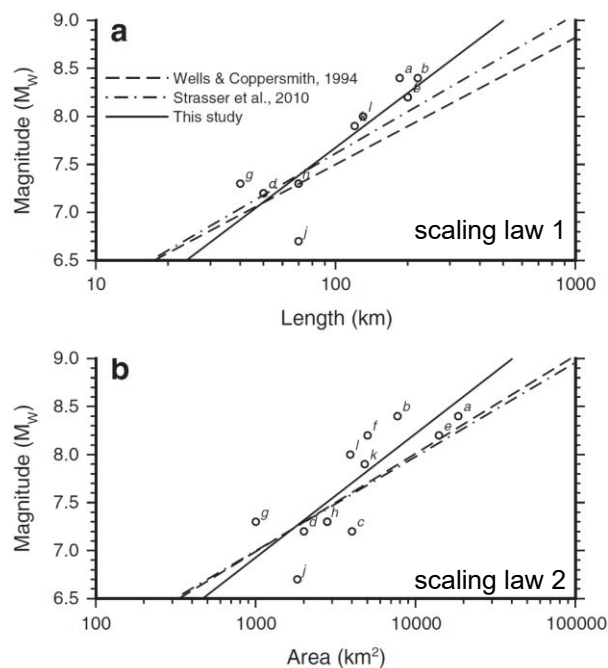 a
9.0
8.5
8.0
7.5
7.0
6.5
Magnitude (MW)
Wells & Coppersmith, 1994
Strasser et al., 2010
This study
a
b
e
l
g
d
h
j
scaling law 1
10
100
1000
Length (km)
b
9.0
8.5
8.0
7.5
7.0
6.5
Magnitude (MW)
b
a
f
e
l
k
g
h
d
c
j
scaling law 2
100
1000
10000
100000
Area (km²)